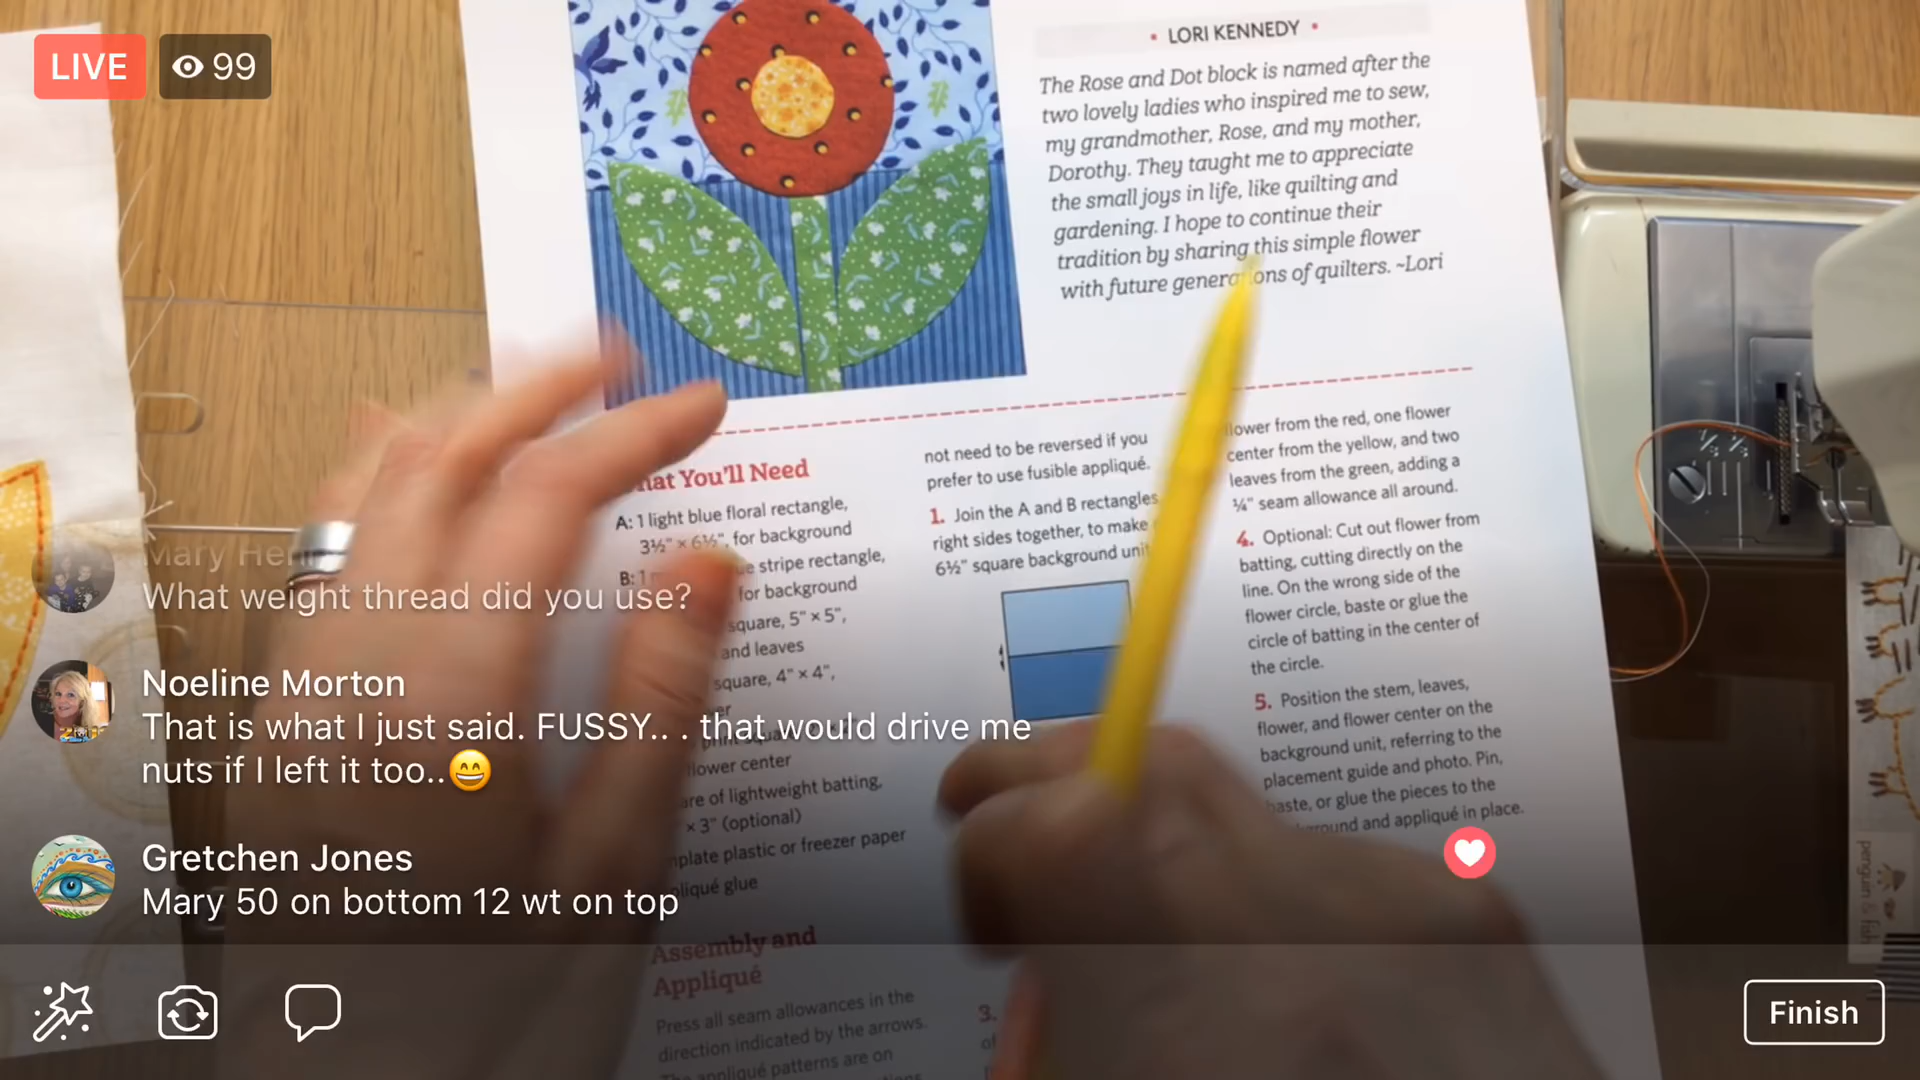 LIVE
99
LORI KENNEDY
The Rose and Dot block is named after the
two lovely ladies who inspired me to sew,
my grandmother, Rose, and my mother,
Dorothy. They taught me to appreciate
the small joys in life, like quilting and
gardening. I hope to continue their
tradition by sharing this simple flower
with future generations of quilters. ~Lori
You'll Need
A: 1 light blue floral rectangle,
3½" × 6½", for background
B: 1
stripe rectangle,
for background
square, 5" × 5",
and leaves
square, 4" × 4",
flower center
of lightweight batting,
× 3" (optional)
plastic or freezer paper
glue
Assembly and
Appliqué
Press all seam allowances in the
direction indicated by the arrows.
The appliqué patterns are on
not need to be reversed if you
prefer to use fusible appliqué.
1. Join the A and B rectangles
right sides together, to make
6½" square background unit
3.
flower from the red, one flower
center from the yellow, and two
leaves from the green, adding a
¼" seam allowance all around.
4. Optional: Cut out flower from
batting, cutting directly on the
line. On the wrong side of the
flower circle, baste or glue the
circle of batting in the center of
the circle.
5. Position the stem, leaves,
flower, and flower center on the
background unit, referring to the
placement guide and photo. Pin,
baste, or glue the pieces to the
and appliqué in place.
penguin & fish
Mary
What weight thread did you use?
Noeline Morton
That is what I just said. FUSSY.. . that would drive me
nuts if I left it too..😄
Gretchen Jones
Mary 50 on bottom 12 wt on top
Finish